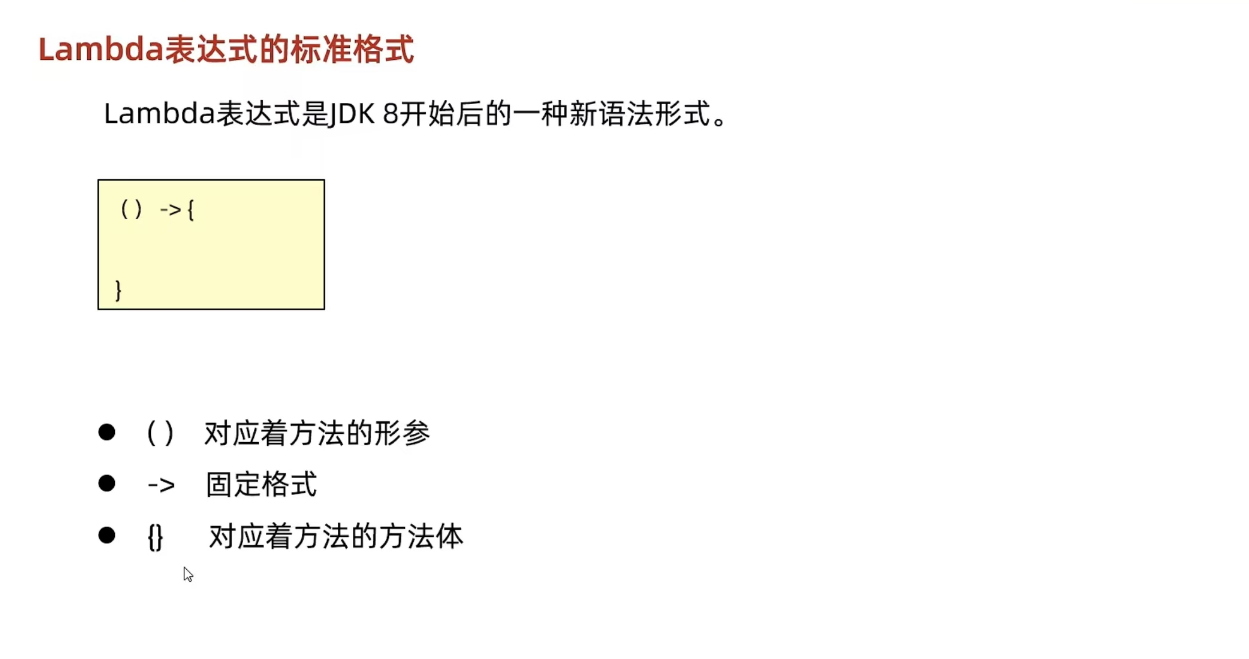 Lambda表达式的标准格式
Lambda表达式是JDK 8开始后的一种新语法形式。
() ->{
}
● () 对应着方法的形参
● -> 固定格式
● {} 对应着方法的方法体